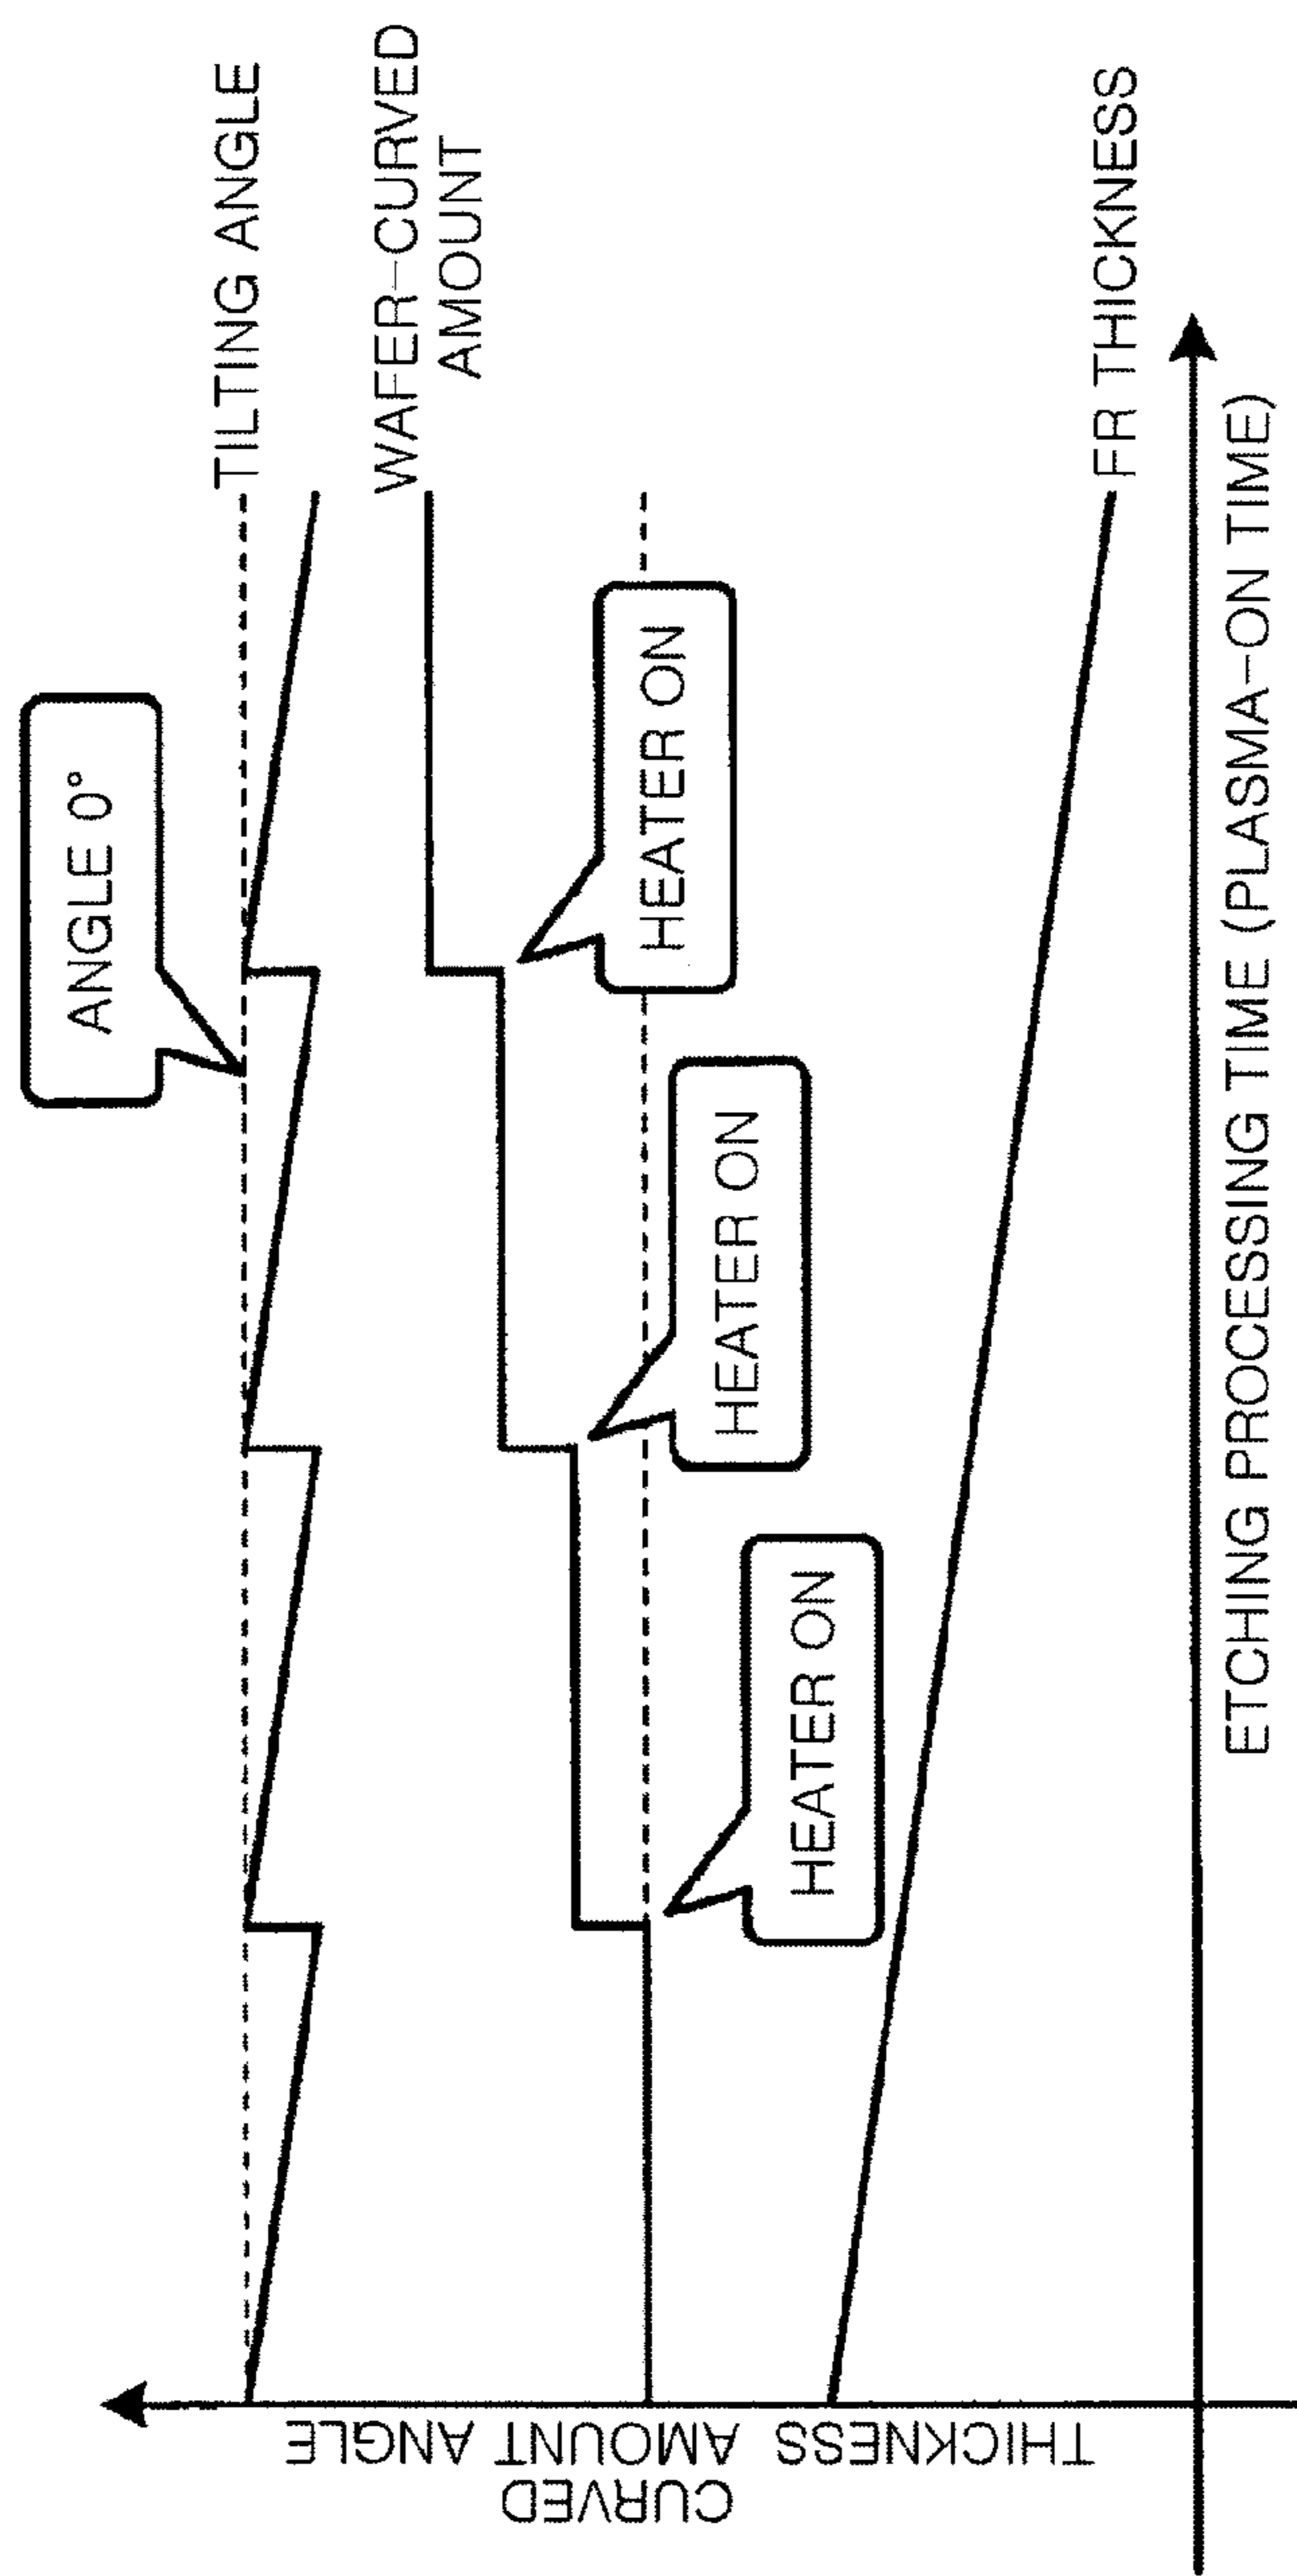 ANGLE 0°
TILTING ANGLE
WAFER-CURVED
AMOUNT
HEATER ON
HEATER ON
HEATER ON
FR THICKNESS
THICKNESS
CURVED
AMOUNT
ANGLE
ETCHING PROCESSING TIME (PLASMA-ON TIME)